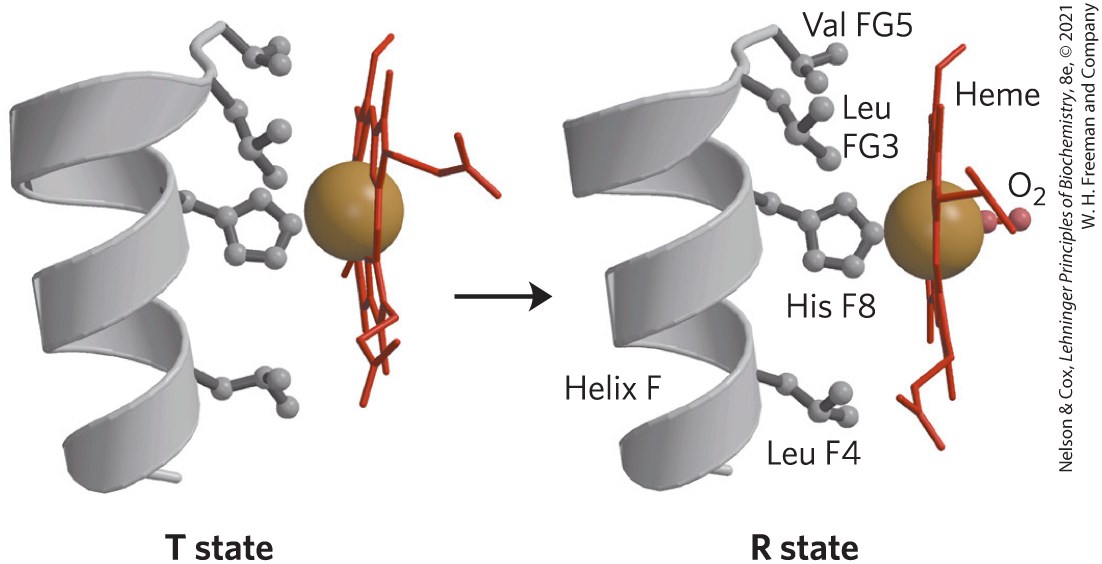 Val FG5
Leu
FG3
Heme
O₂
His F8
Helix F
Leu F4
T state
R state
Nelson & Cox, Lehninger Principles of Biochemistry, 8e, © 2021
W. H. Freeman and Company